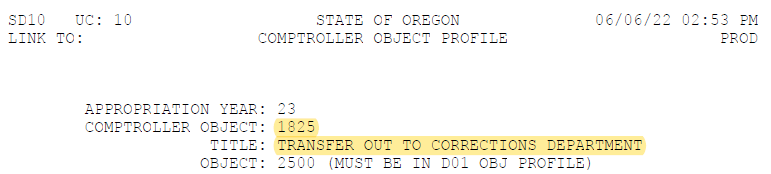 SD10 UC: 10 STATE OF OREGON 06/06/22 02:53 PM
LINK TO: COMPTROLLER OBJECT PROFILE PROD
APPROPRIATION YEAR: 23
COMPTROLLER OBJECT: 1825
TITLE: TRANSFER OUT TO CORRECTIONS DEPARTMENT
OBJECT: 2500 (MUST BE IN D01 OBJ PROFILE)